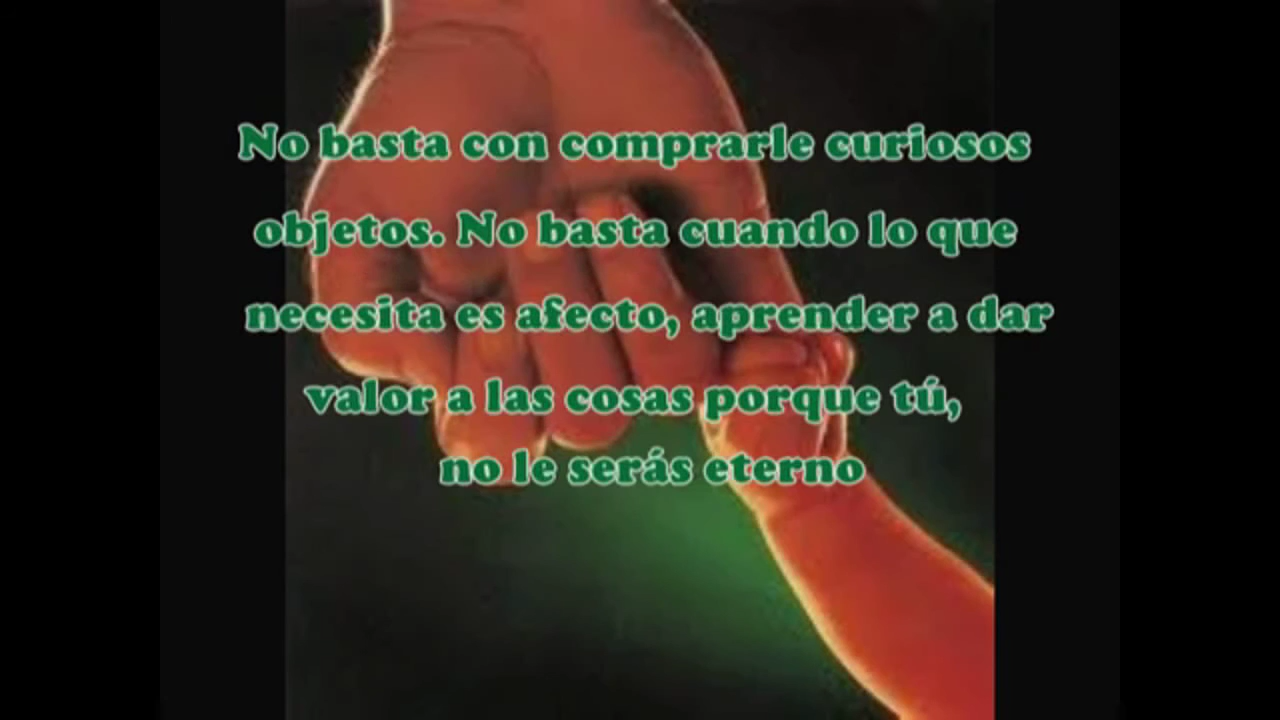 No basta con comprarle curiosos
objetos. No basta cuando lo que
necesita es afecto, aprender a dar
valor a las cosas porque tú,
no le serás eterno